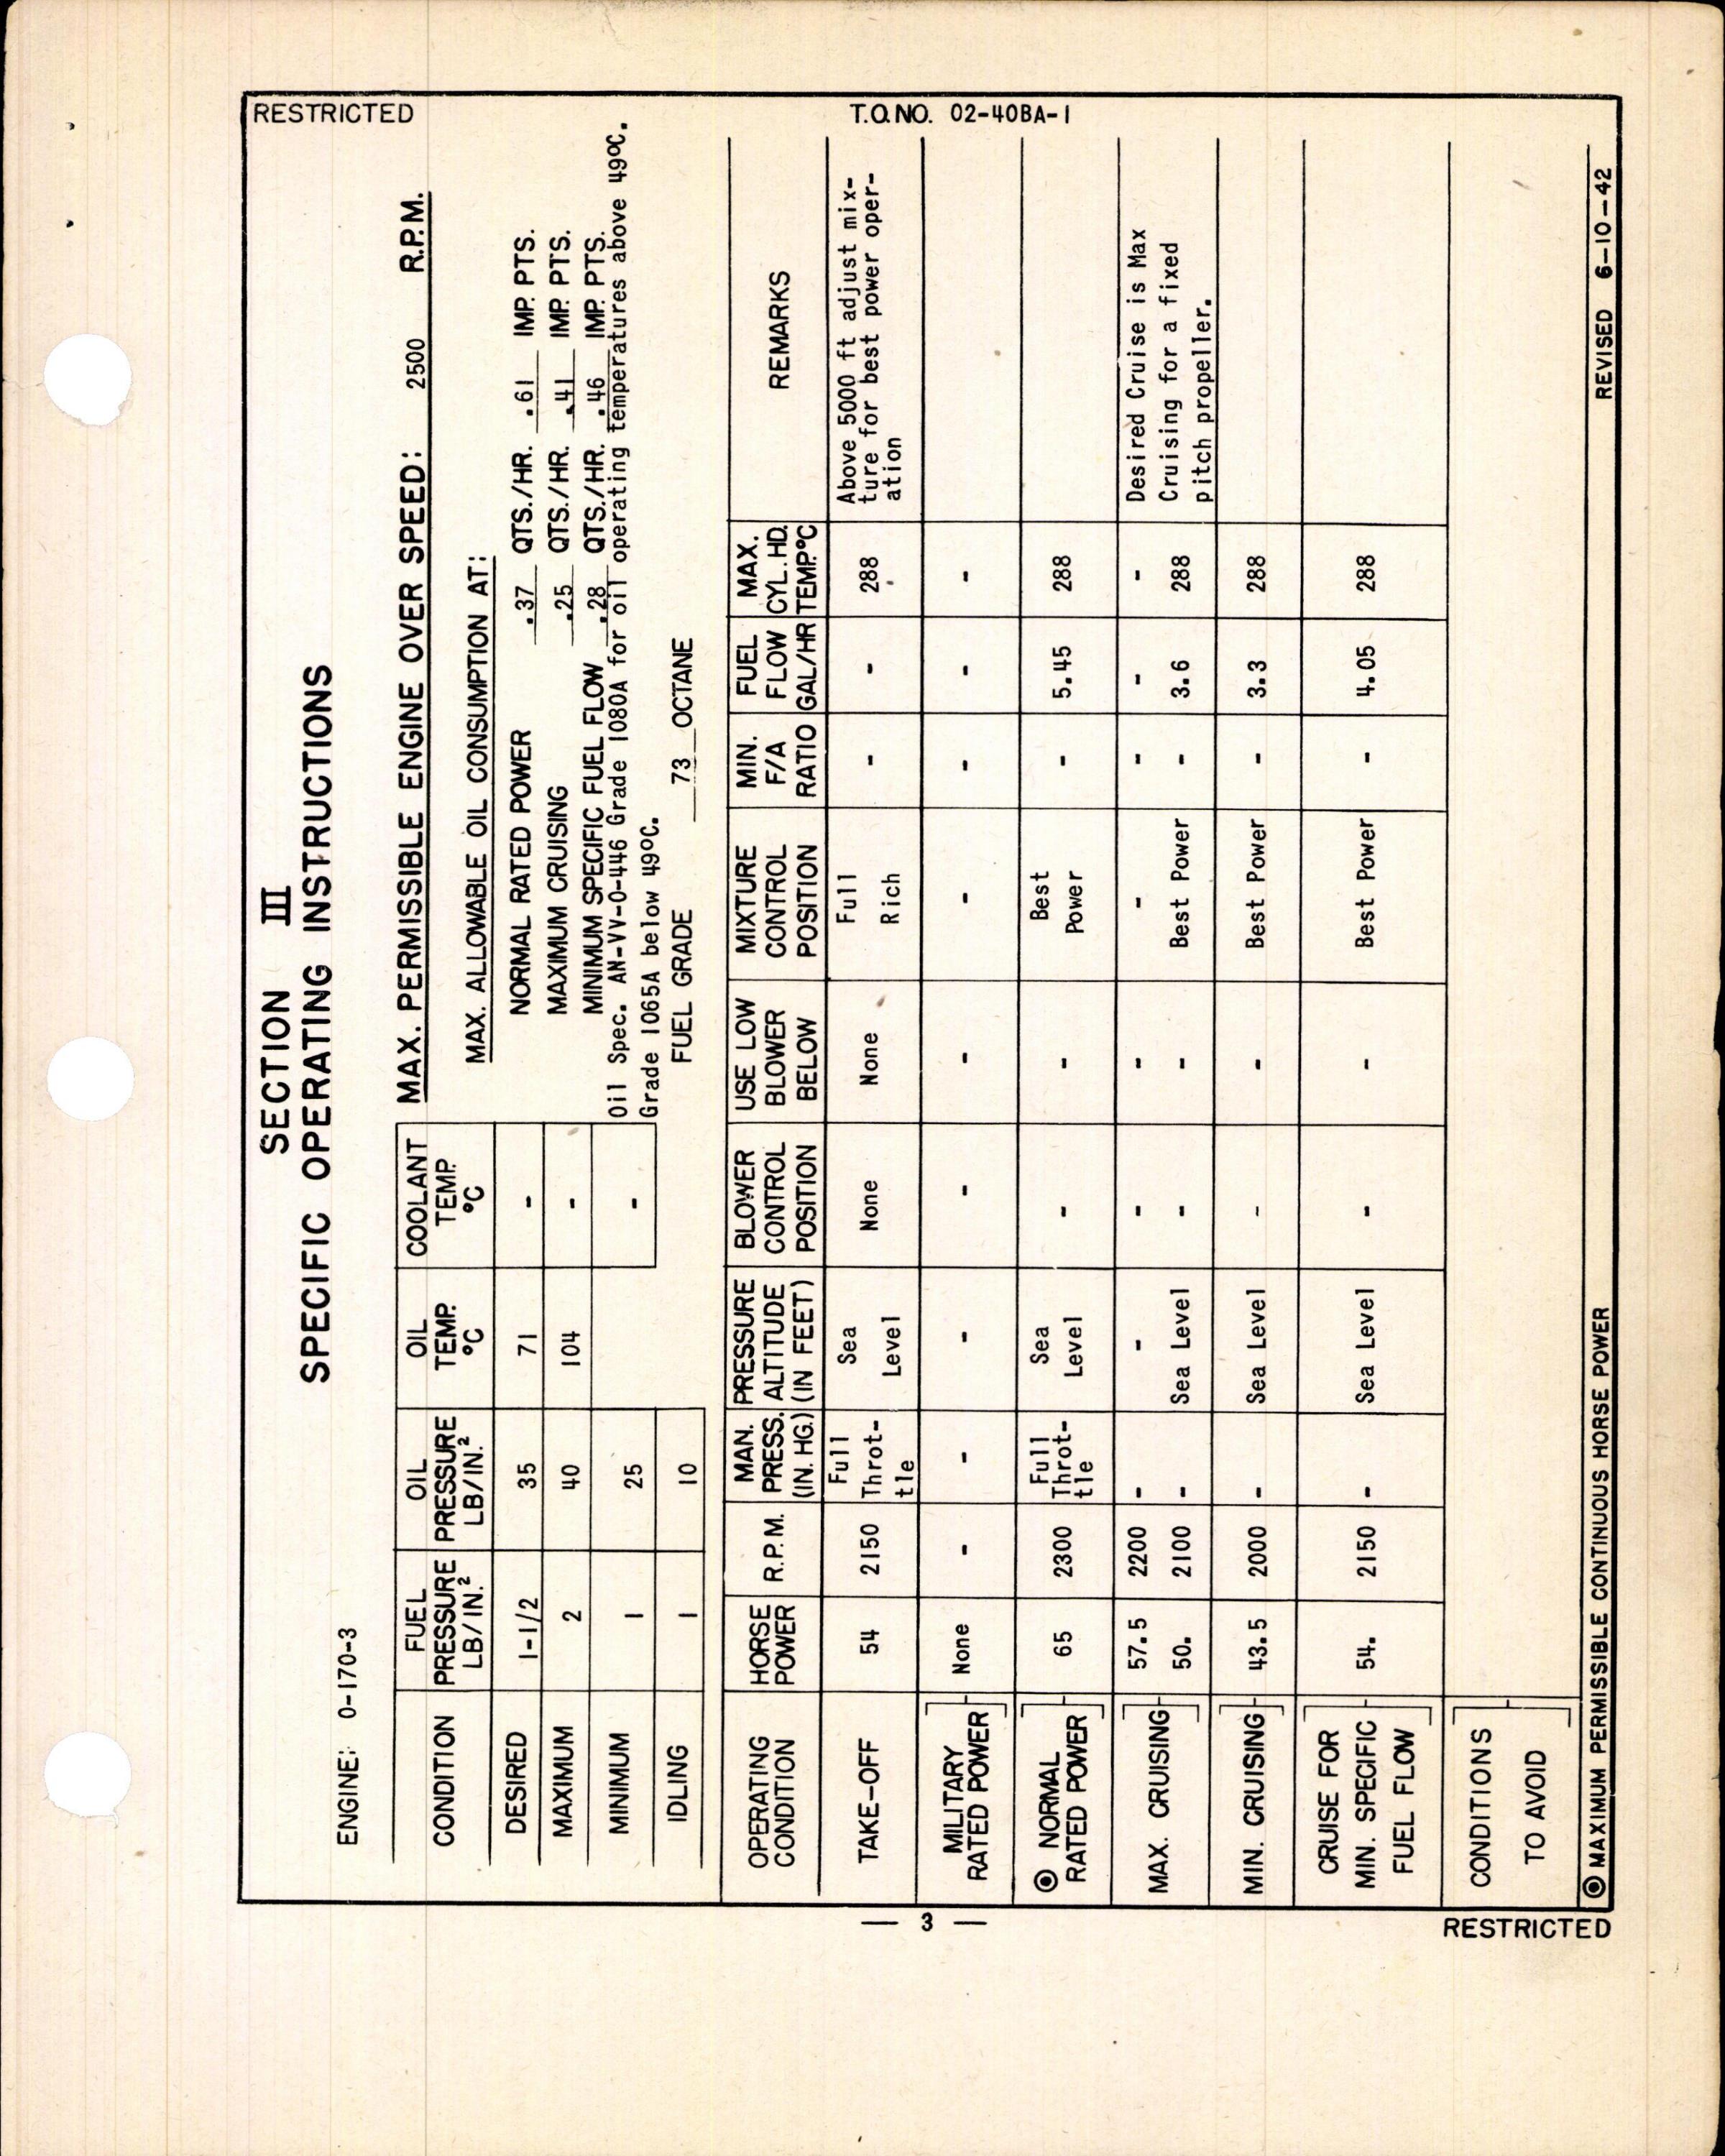 RESTRICTED
T.O. NO. 02-40BA-1
SECTION III
SPECIFIC OPERATING INSTRUCTIONS
ENGINE: O-170-3
CONDITION | FUEL PRESSURE LB/IN.² | OIL PRESSURE LB/IN.² | OIL TEMP. °C | COOLANT TEMP. °C
DESIRED | 1-1/2 | 35 | 71 | -
MAXIMUM | 2 | 40 | 104 | -
MINIMUM | 1 | 25 | | -
IDLING | 1 | 10
MAX. PERMISSIBLE ENGINE OVER SPEED: 2500 R.P.M.
MAX. ALLOWABLE OIL CONSUMPTION AT:
NORMAL RATED POWER .37 QTS./HR. .61 IMP. PTS.
MAXIMUM CRUISING .25 QTS./HR. .41 IMP. PTS.
MINIMUM SPECIFIC FUEL FLOW .28 QTS./HR. .46 IMP. PTS.
Oil Spec. AN-VV-O-446 Grade 1080A for oil operating temperatures above 49°C.
Grade 1065A below 49°C.
FUEL GRADE 73 OCTANE
OPERATING CONDITION | HORSE POWER | R.P.M. | MAN. PRESS. (IN. HG.) | PRESSURE ALTITUDE (IN FEET) | BLOWER CONTROL POSITION | USE LOW BLOWER BELOW | MIXTURE CONTROL POSITION | MIN. F/A RATIO | FUEL FLOW GAL/HR | MAX. CYL. HD. TEMP. °C | REMARKS
TAKE-OFF | 54 | 2150 | Full Throt-tle | Sea Level | None | None | Full Rich | - | - | 288 | Above 5000 ft adjust mix-
ture for best power oper-
ation
MILITARY RATED POWER | None | - | - | - | - | - | - | - | - | -
◉ NORMAL RATED POWER | 65 | 2300 | Full Throt-tle | Sea Level | - | - | Best Power | - | 5.45 | 288
MAX. CRUISING | 57.5 | 2200 | - | - | - | - | - | - | - | - | Desired Cruise is Max
50. | 2100 | - | Sea Level | - | - | Best Power | - | 3.6 | 288 | Cruising for a fixed
pitch propeller.
MIN. CRUISING | 43.5 | 2000 | - | Sea Level | - | - | Best Power | - | 3.3 | 288
CRUISE FOR MIN. SPECIFIC FUEL FLOW | 54. | 2150 | - | Sea Level | - | - | Best Power | - | 4.05 | 288
CONDITIONS
TO AVOID
◉ MAXIMUM PERMISSIBLE CONTINUOUS HORSE POWER
REVISED 6-10-42
— 3 —
RESTRICTED